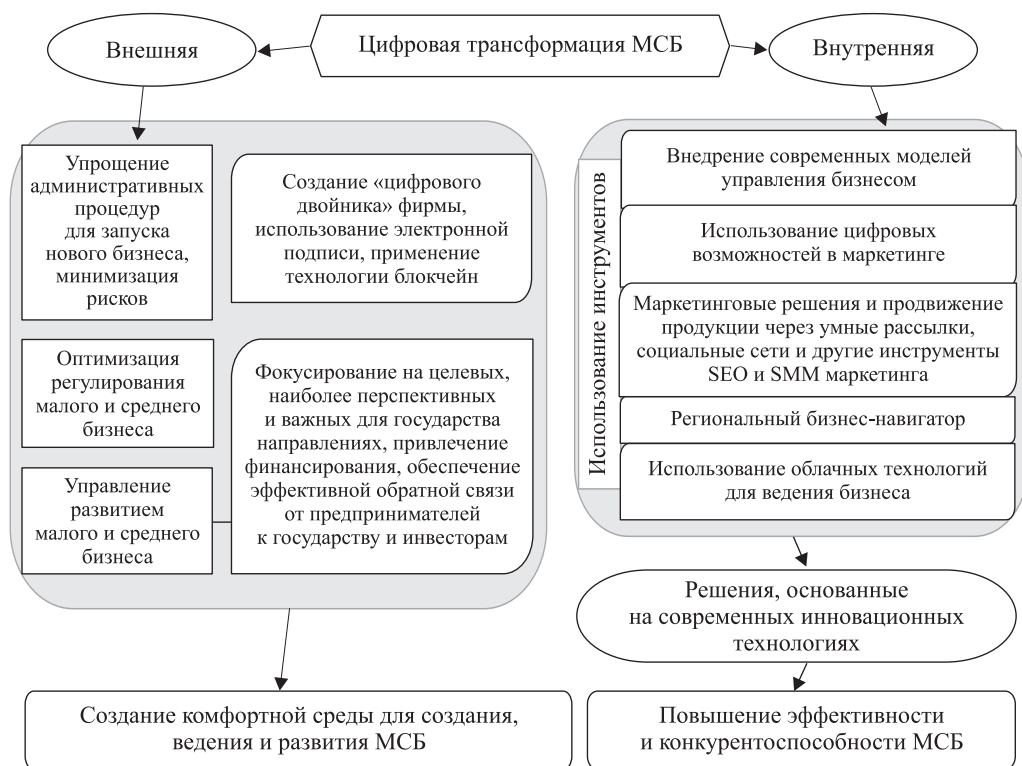 Цифровая трансформация МСБ
Внешняя
Внутренняя
Упрощение
административных
процедур
для запуска
нового бизнеса,
минимизация
рисков
Создание «цифрового
двойника» фирмы,
использование электронной
подписи, применение
технологии блокчейн
Оптимизация
регулирования
малого и среднего
бизнеса
Управление
развитием
малого и среднего
бизнеса
Фокусирование на целевых,
наиболее перспективных
и важных для государства
направлениях, привлечение
финансирования, обеспечение
эффективной обратной связи
от предпринимателей
к государству и инвесторам
Создание комфортной среды для создания,
ведения и развития МСБ
Использование инструментов
Внедрение современных моделей
управления бизнесом
Использование цифровых
возможностей в маркетинге
Маркетинговые решения и продвижение
продукции через умные рассылки,
социальные сети и другие инструменты
SEO и SMM маркетинга
Региональный бизнес-навигатор
Использование облачных технологий
для ведения бизнеса
Решения, основанные
на современных инновационных
технологиях
Повышение эффективности
и конкурентоспособности МСБ